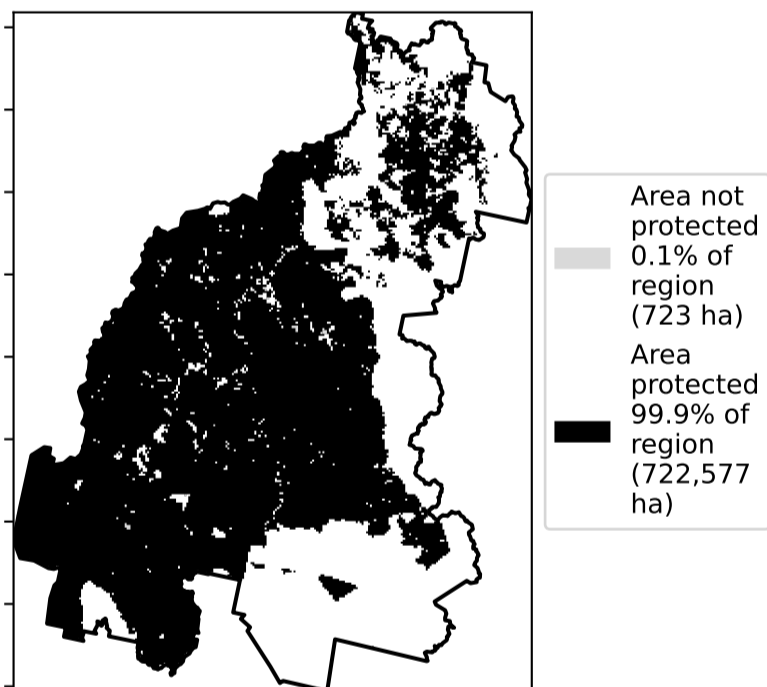 Area not
protected
0.1% of
region
(723 ha)
Area
protected
99.9% of
region
(722,577
ha)